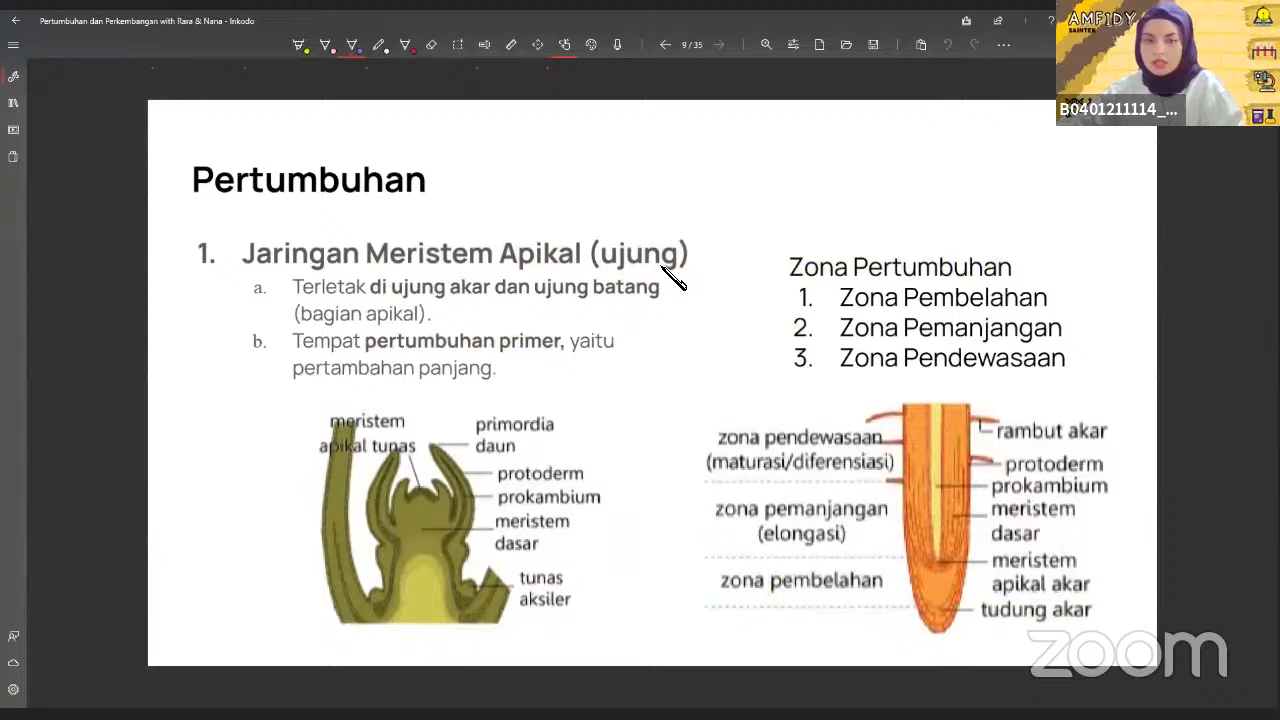 Pertumbuhan dan Perkembangan with Rara & Nana - Inkodo
9 / 35
AMFIDY
SAINTEK
B0401211114_...
Pertumbuhan
1. Jaringan Meristem Apikal (ujung)
a. Terletak di ujung akar dan ujung batang
(bagian apikal).
b. Tempat pertumbuhan primer, yaitu
pertambahan panjang.
Zona Pertumbuhan
1. Zona Pembelahan
2. Zona Pemanjangan
3. Zona Pendewasaan
meristem
apikal tunas
primordia
daun
protoderm
prokambium
meristem
dasar
tunas
aksiler
zona pendewasaan
(maturasi/diferensiasi)
zona pemanjangan
(elongasi)
zona pembelahan
rambut akar
protoderm
prokambium
meristem
dasar
meristem
apikal akar
tudung akar
zoom